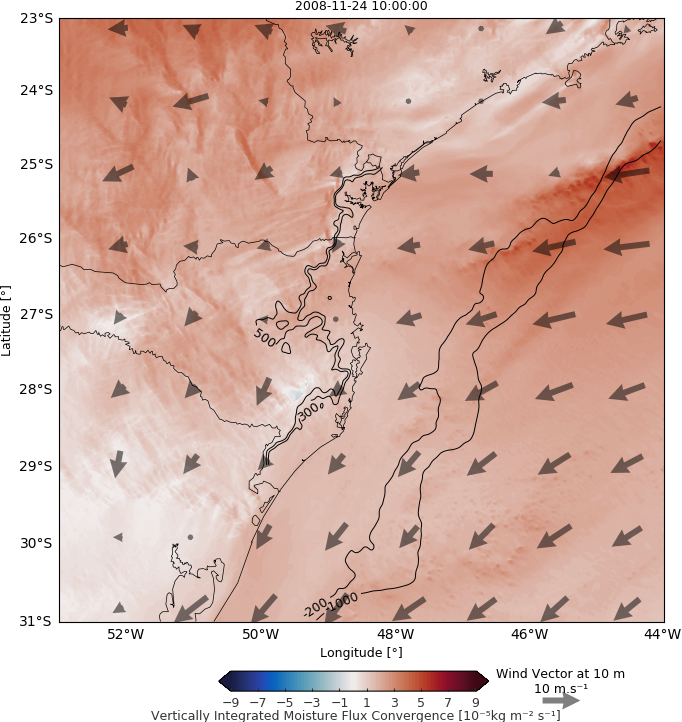 2008-11-24 10:00:00
23°S
24°S
25°S
26°S
27°S
28°S
29°S
30°S
31°S
Latitude [°]
500
300
-200
-1000
52°W
50°W
48°W
46°W
44°W
Longitude [°]
Wind Vector at 10 m
10 m.s⁻¹
−9
−7
−5
−3
−1
1
3
5
7
9
Vertically Integrated Moisture Flux Convergence [10⁻⁵kg m⁻² s⁻¹]